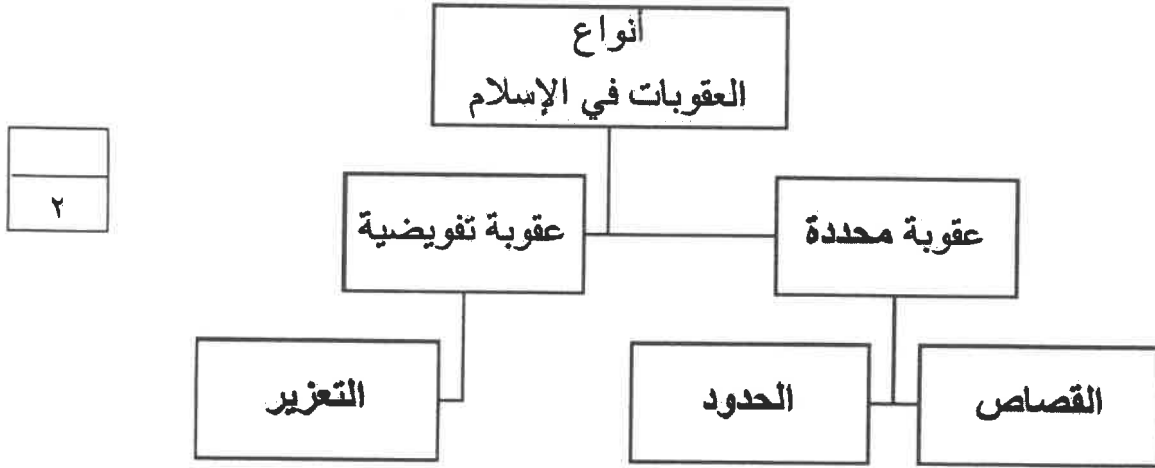 أنواع
العقوبات في الإسلام
عقوبة محددة
عقوبة تفويضية
٢
القصاص
الحدود
التعزير